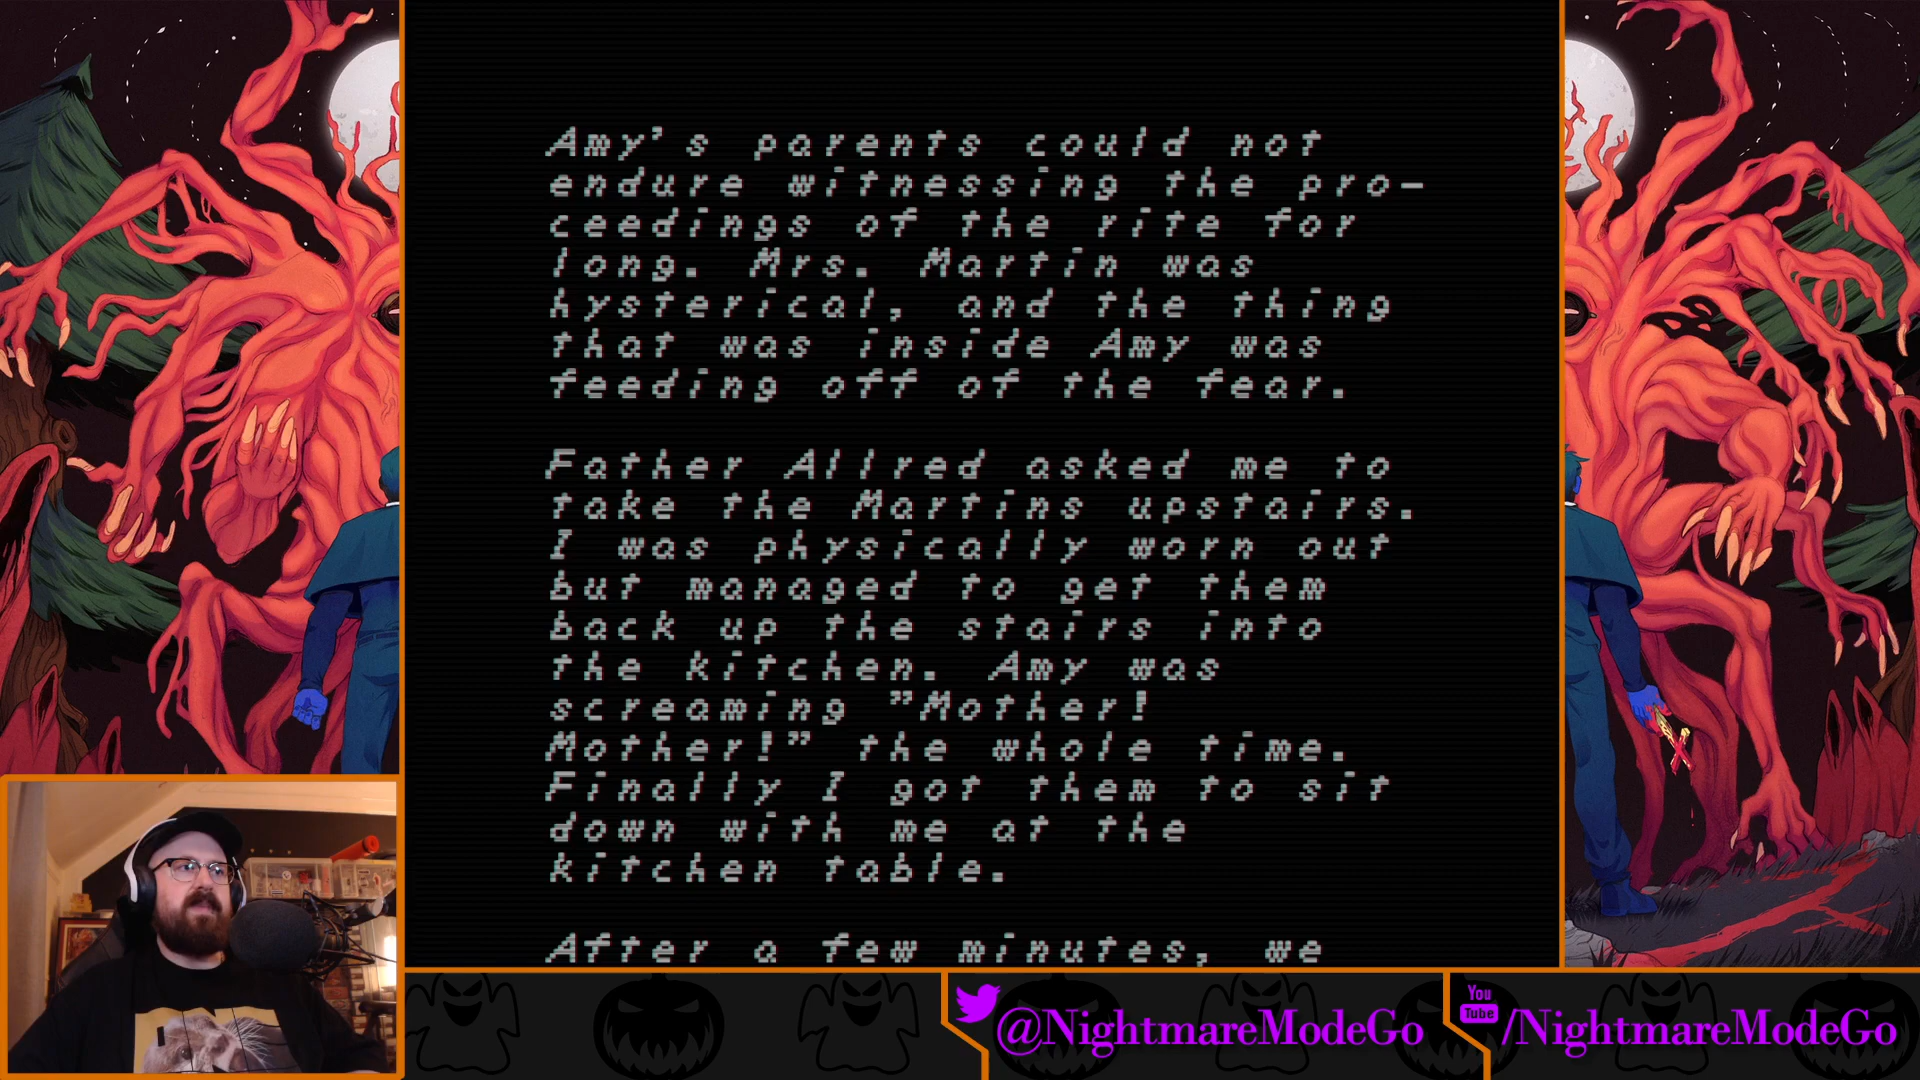 Amy's parents could not
endure witnessing the pro-
ceedings of the rite for
long. Mrs. Martin was
hysterical, and the thing
that was inside Amy was
feeding off of the fear.
Father Allred asked me to
take the Martins upstairs.
I was physically worn out
but managed to get them
back up the stairs into
the kitchen. Amy was
screaming "Mother!
Mother!" the whole time.
Finally I got them to sit
down with me at the
kitchen table.
After a few minutes, we
@NightmareModeGo
You
Tube
/NightmareModeGo